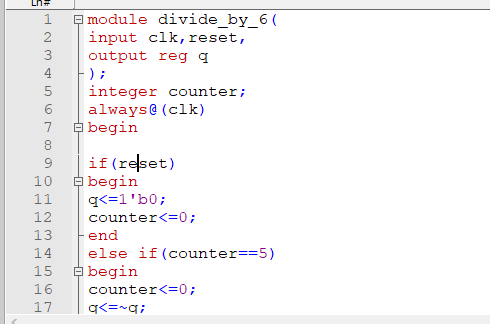 Ln#
1 module divide_by_6(
2 input clk,reset,
3 output reg q
4 );
5 integer counter;
6 always@(clk)
7 begin
8
9 if(reset)
10 begin
11 q<=1'b0;
12 counter<=0;
13 end
14 else if(counter==5)
15 begin
16 counter<=0;
17 q<=~q;